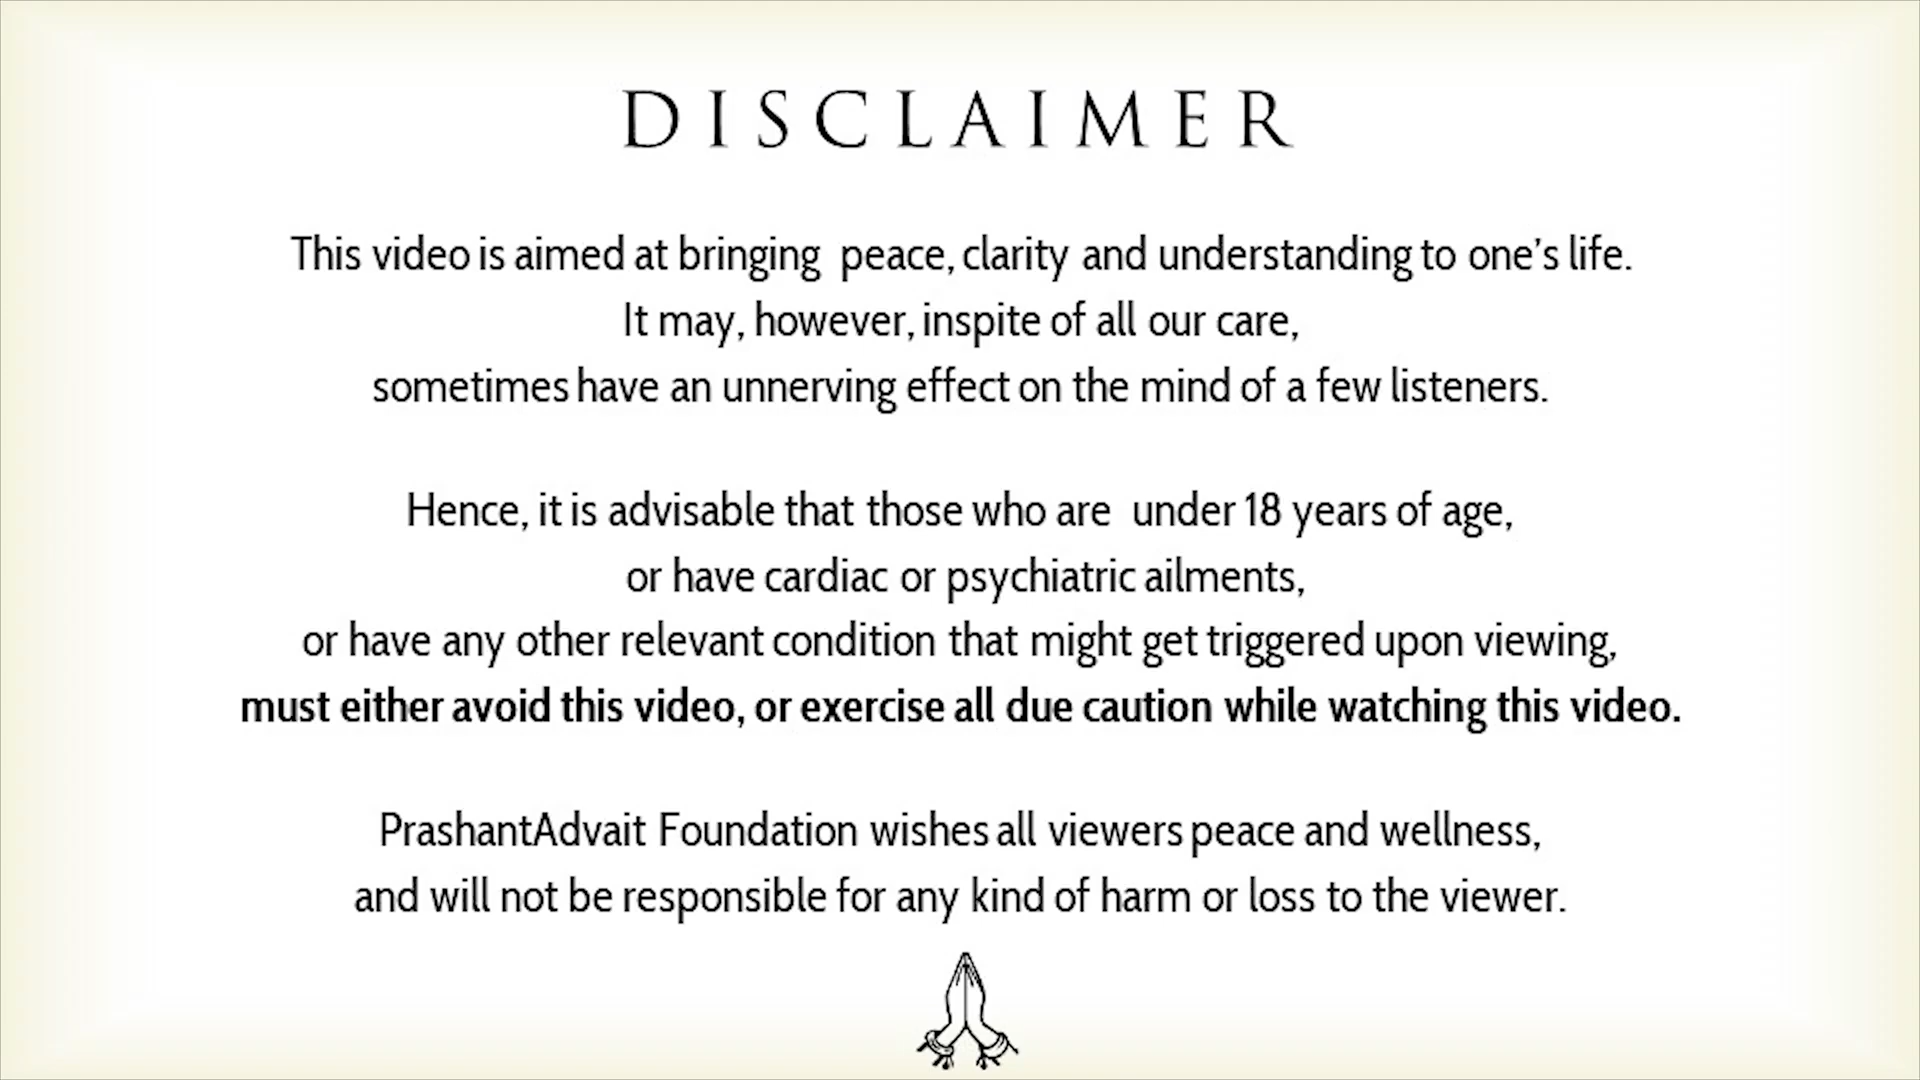 DISCLAIMER
This video is aimed at bringing peace, clarity and understanding to one's life.
It may, however, inspite of all our care,
sometimes have an unnerving effect on the mind of a few listeners.
Hence, it is advisable that those who are under 18 years of age,
or have cardiac or psychiatric ailments,
or have any other relevant condition that might get triggered upon viewing,
must either avoid this video, or exercise all due caution while watching this video.
PrashantAdvait Foundation wishes all viewers peace and wellness,
and will not be responsible for any kind of harm or loss to the viewer.